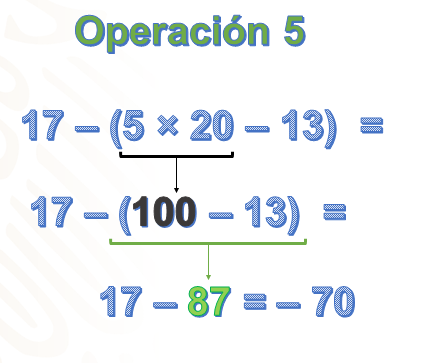 Operación 5
17 – (5 × 20 – 13) =
17 – (100 – 13) =
17 – 87 = – 70